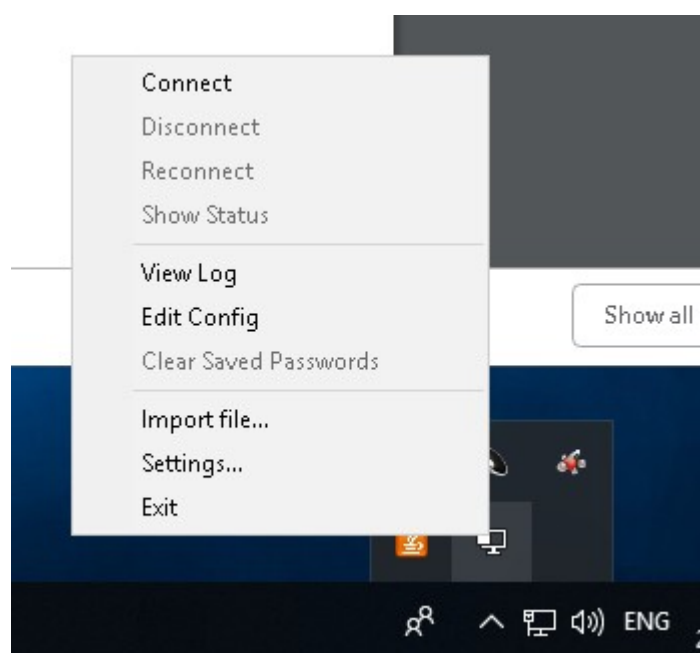 Connect
Disconnect
Reconnect
Show Status
View Log
Edit Config
Clear Saved Passwords
Import file...
Settings...
Exit
Show all
ENG